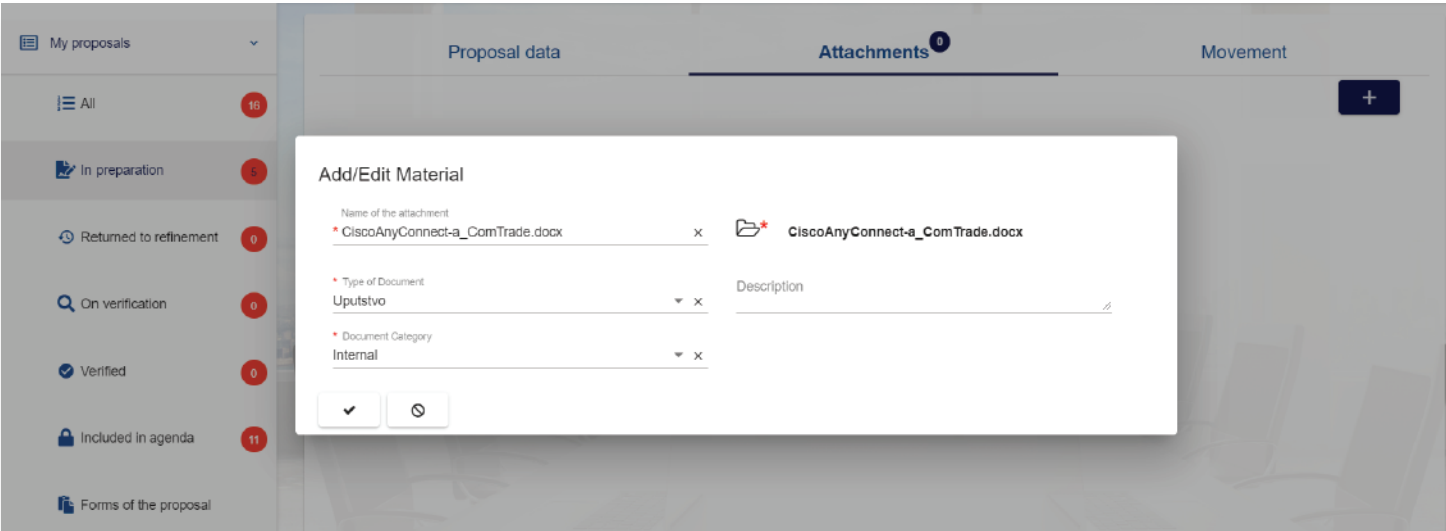 My proposals
All 16
In preparation 5
Returned to refinement 0
On verification 0
Verified 0
Included in agenda 11
Forms of the proposal
Proposal data Attachments 0 Movement
+
Add/Edit Material
Name of the attachment
* CiscoAnyConnect-a_ComTrade.docx ×
* CiscoAnyConnect-a_ComTrade.docx
* Type of Document
Uputstvo ×
Description
* Document Category
Internal ×